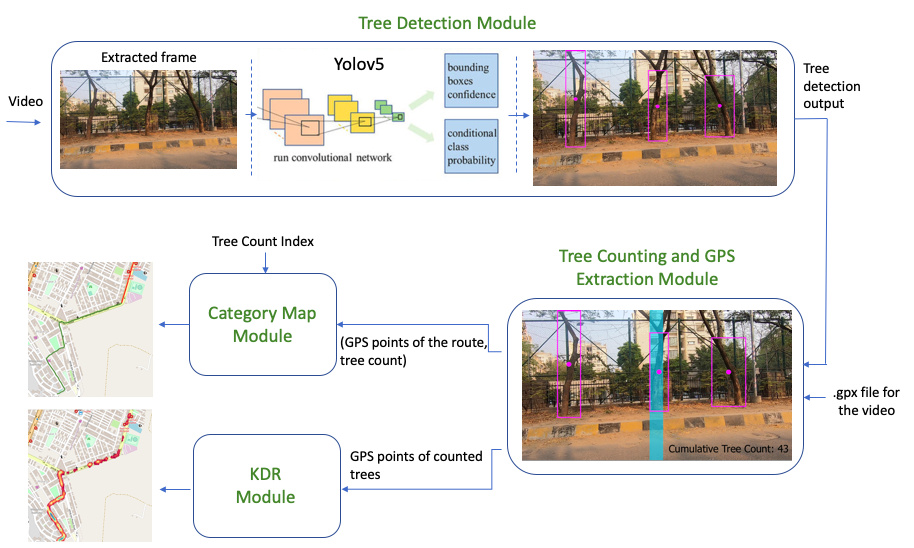 Tree Detection Module
Extracted frame
Yolov5
Video
bounding
boxes
confidence
conditional
class
probability
run convolutional network
Tree
detection
output
Tree Count Index
Tree Counting and GPS
Extraction Module
Category Map
Module
(GPS points of the route,
tree count)
.gpx file for
the video
Cumulative Tree Count: 43
GPS points of counted
trees
KDR
Module